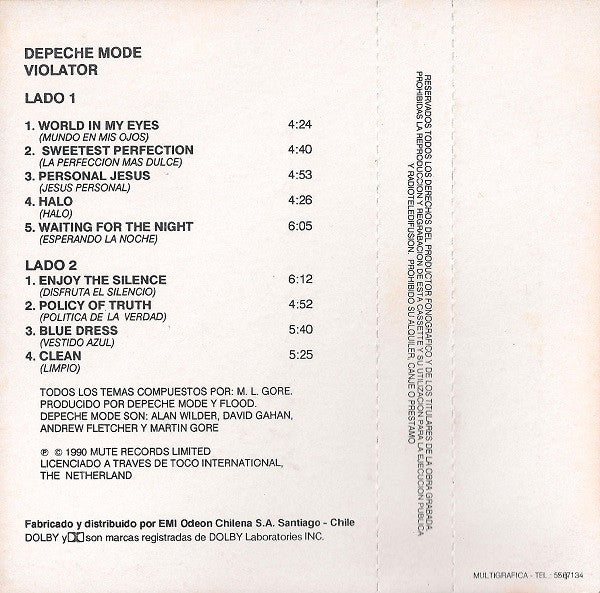 DEPECHE MODE
VIOLATOR
LADO 1
1. WORLD IN MY EYES 4:24
(MUNDO EN MIS OJOS)
2. SWEETEST PERFECTION 4:40
(LA PERFECCION MAS DULCE)
3. PERSONAL JESUS 4:53
(JESUS PERSONAL)
4. HALO 4:26
(HALO)
5. WAITING FOR THE NIGHT 6:05
(ESPERANDO LA NOCHE)
LADO 2
1. ENJOY THE SILENCE 6:12
(DISFRUTA EL SILENCIO)
2. POLICY OF TRUTH 4:52
(POLITICA DE LA VERDAD)
3. BLUE DRESS 5:40
(VESTIDO AZUL)
4. CLEAN 5:25
(LIMPIO)
TODOS LOS TEMAS COMPUESTOS POR: M. L. GORE.
PRODUCIDO POR DEPECHE MODE Y FLOOD.
DEPECHE MODE SON: ALAN WILDER, DAVID GAHAN,
ANDREW FLETCHER Y MARTIN GORE
℗ © 1990 MUTE RECORDS LIMITED
LICENCIADO A TRAVES DE TOCO INTERNATIONAL,
THE NETHERLAND
Fabricado y distribuido por EMI Odeon Chilena S.A. Santiago - Chile
DOLBY y son marcas registradas de DOLBY Laboratories INC.
RESERVADOS TODOS LOS DERECHOS DEL PRODUCTOR FONOGRAFICO Y DE LOS TITULARES DE LA OBRA GRABADA.
PROHIBIDAS LA REPRODUCCION Y REGRABACION DE ESTA CASSETTE Y SU UTILIZACION PARA LA EJECUCION PUBLICA
Y RADIOTELEDIFUSION. PROHIBIDO SU ALQUILER, CANJE O PRESTAMO
MULTIGRAFICA - TEL.: